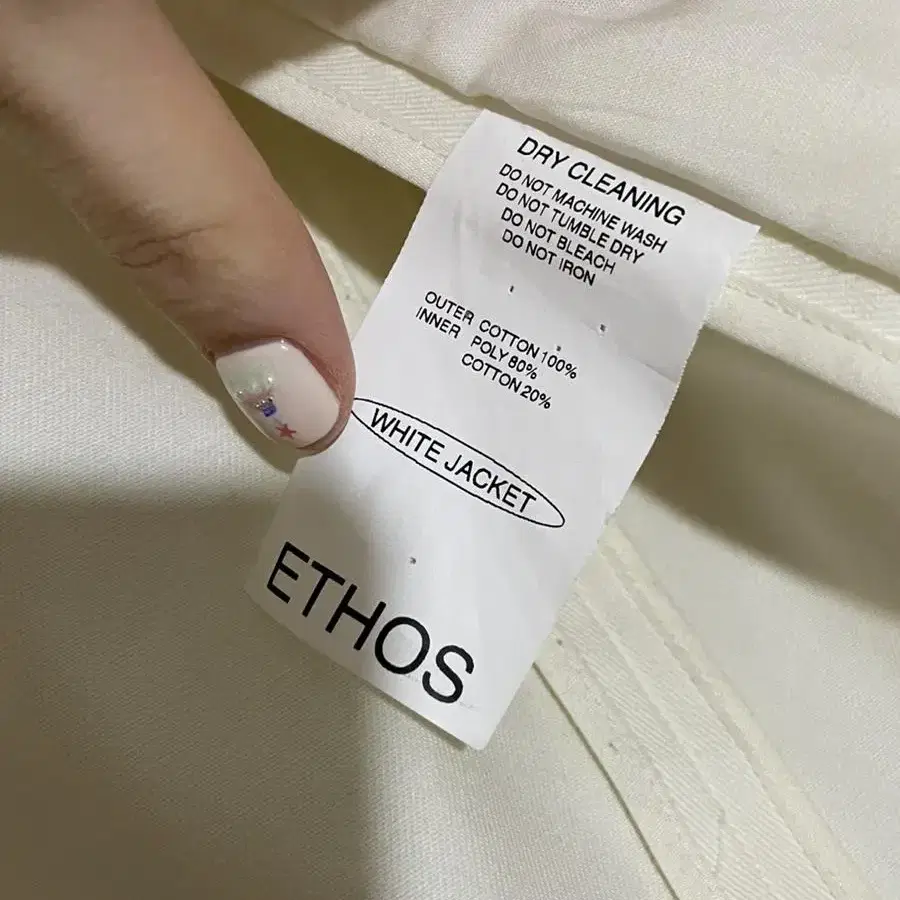 DRY CLEANING
DO NOT MACHINE WASH
DO NOT TUMBLE DRY
DO NOT BLEACH
DO NOT IRON
OUTER COTTON 100%
INNER POLY 80%
COTTON 20%
WHITE JACKET
ETHOS